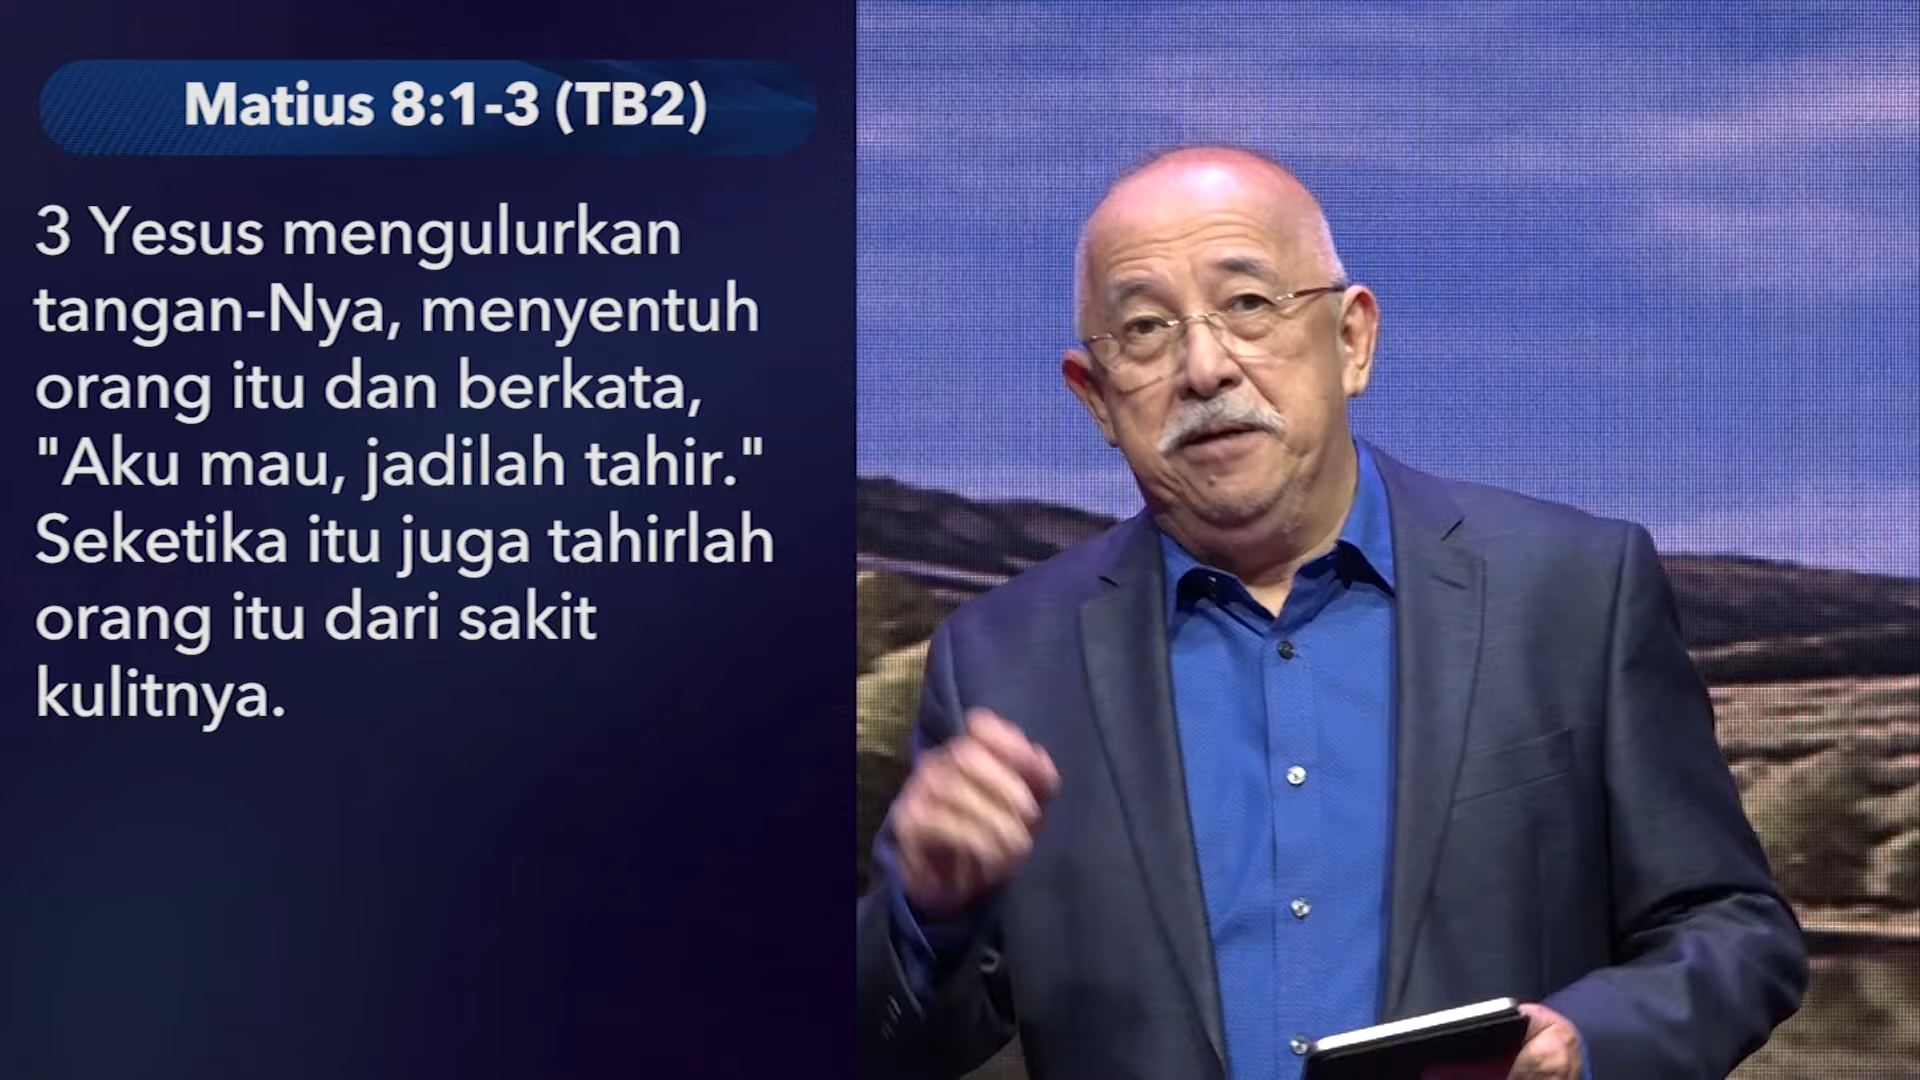 Matius 8:1-3 (TB2)
3 Yesus mengulurkan
tangan-Nya, menyentuh
orang itu dan berkata,
"Aku mau, jadilah tahir."
Seketika itu juga tahirlah
orang itu dari sakit
kulitnya.